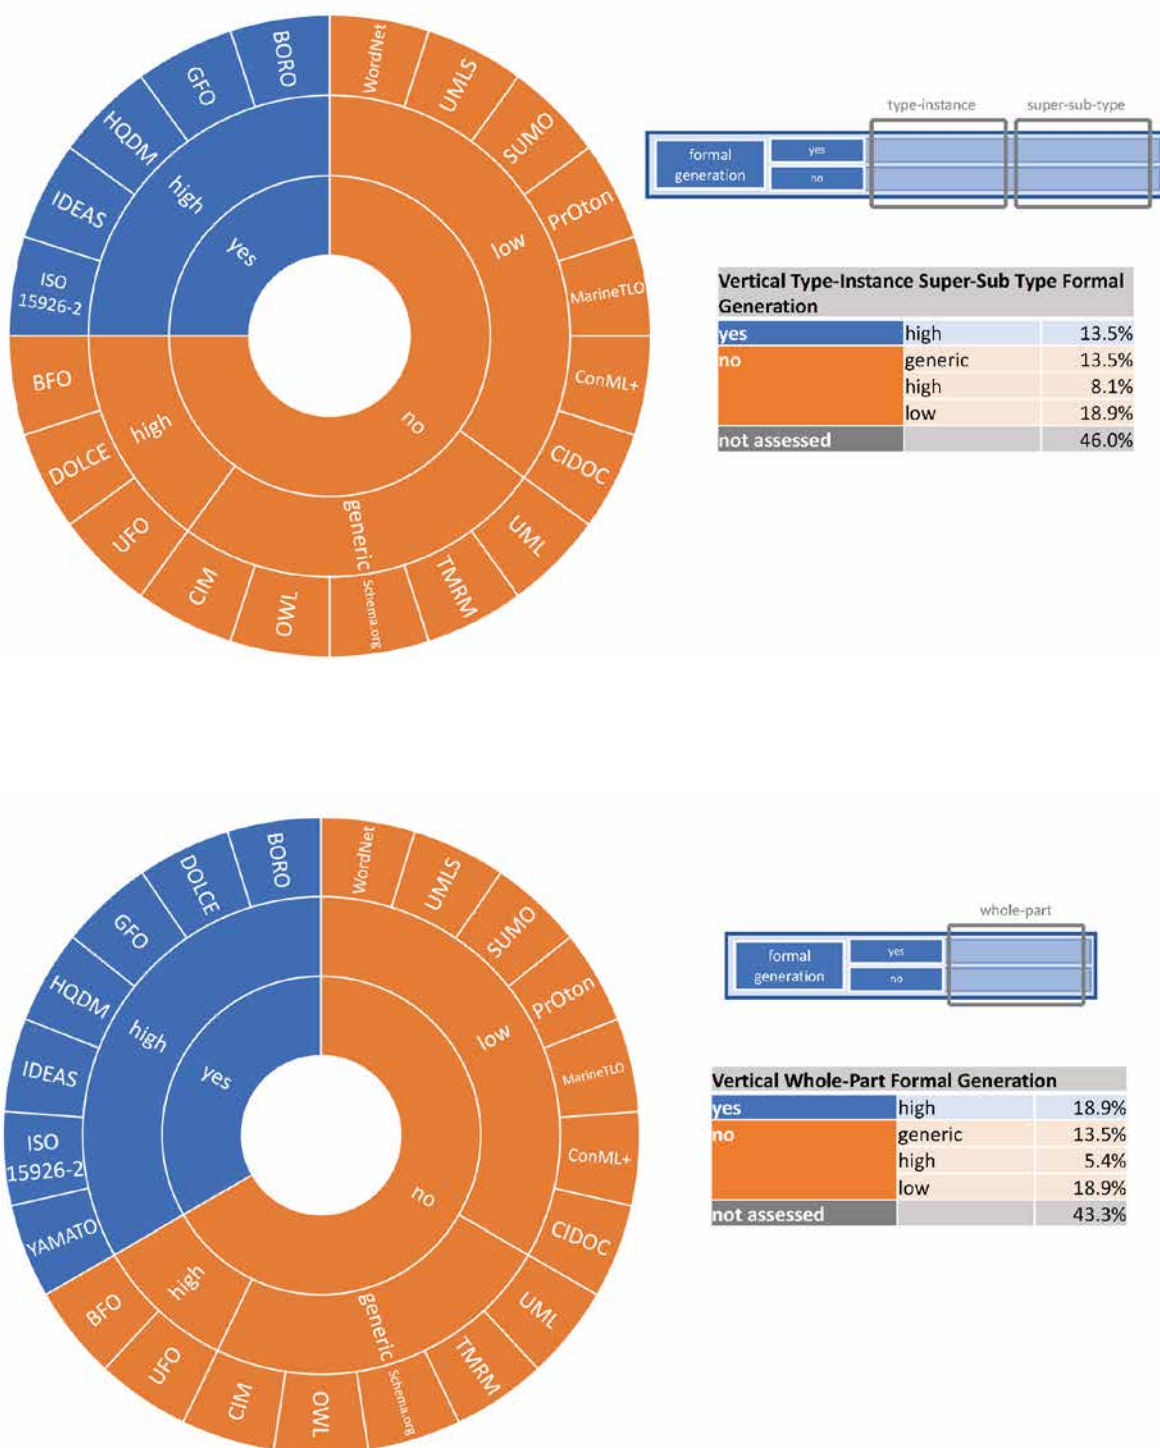 BORO
GFO
HQDM
IDEAS
ISO
15926-2
high
yes
WordNet
UMLS
SUMO
PrOton
MarineTLO
ConML+
CIDOC
low
no
UML
TMRM
Schema.org
OWL
CIM
generic
UFO
DOLCE
BFO
high
type-instance super-sub-type
formal
generation
yes
no
Vertical Type-Instance Super-Sub Type Formal
Generation
yes high 13.5%
no generic 13.5%
high 8.1%
low 18.9%
not assessed 46.0%
BORO
DOLCE
GFO
HQDM
IDEAS
ISO
15926-2
YAMATO
high
yes
WordNet
UMLS
SUMO
PrOton
MarineTLO
ConML+
CIDOC
low
no
UML
TMRM
Schema.org
OWL
CIM
generic
UFO
BFO
high
whole-part
formal
generation
yes
no
Vertical Whole-Part Formal Generation
yes high 18.9%
no generic 13.5%
high 5.4%
low 18.9%
not assessed 43.3%